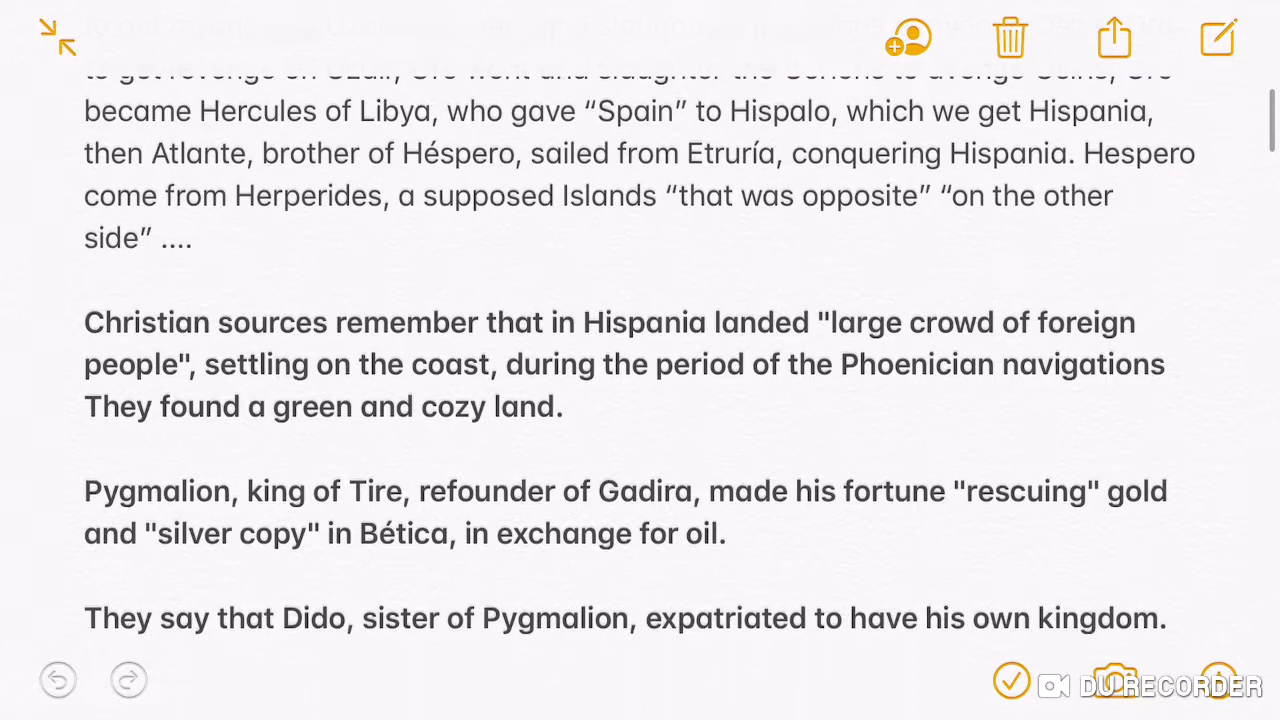 became Hercules of Libya, who gave “Spain” to Hispalo, which we get Hispania,
then Atlante, brother of Héspero, sailed from Etruría, conquering Hispania. Hespero
come from Herperides, a supposed Islands “that was opposite” “on the other
side” ....
Christian sources remember that in Hispania landed "large crowd of foreign
people", settling on the coast, during the period of the Phoenician navigations
They found a green and cozy land.
Pygmalion, king of Tire, refounder of Gadira, made his fortune "rescuing" gold
and "silver copy" in Bética, in exchange for oil.
They say that Dido, sister of Pygmalion, expatriated to have his own kingdom.
DU RECORDER